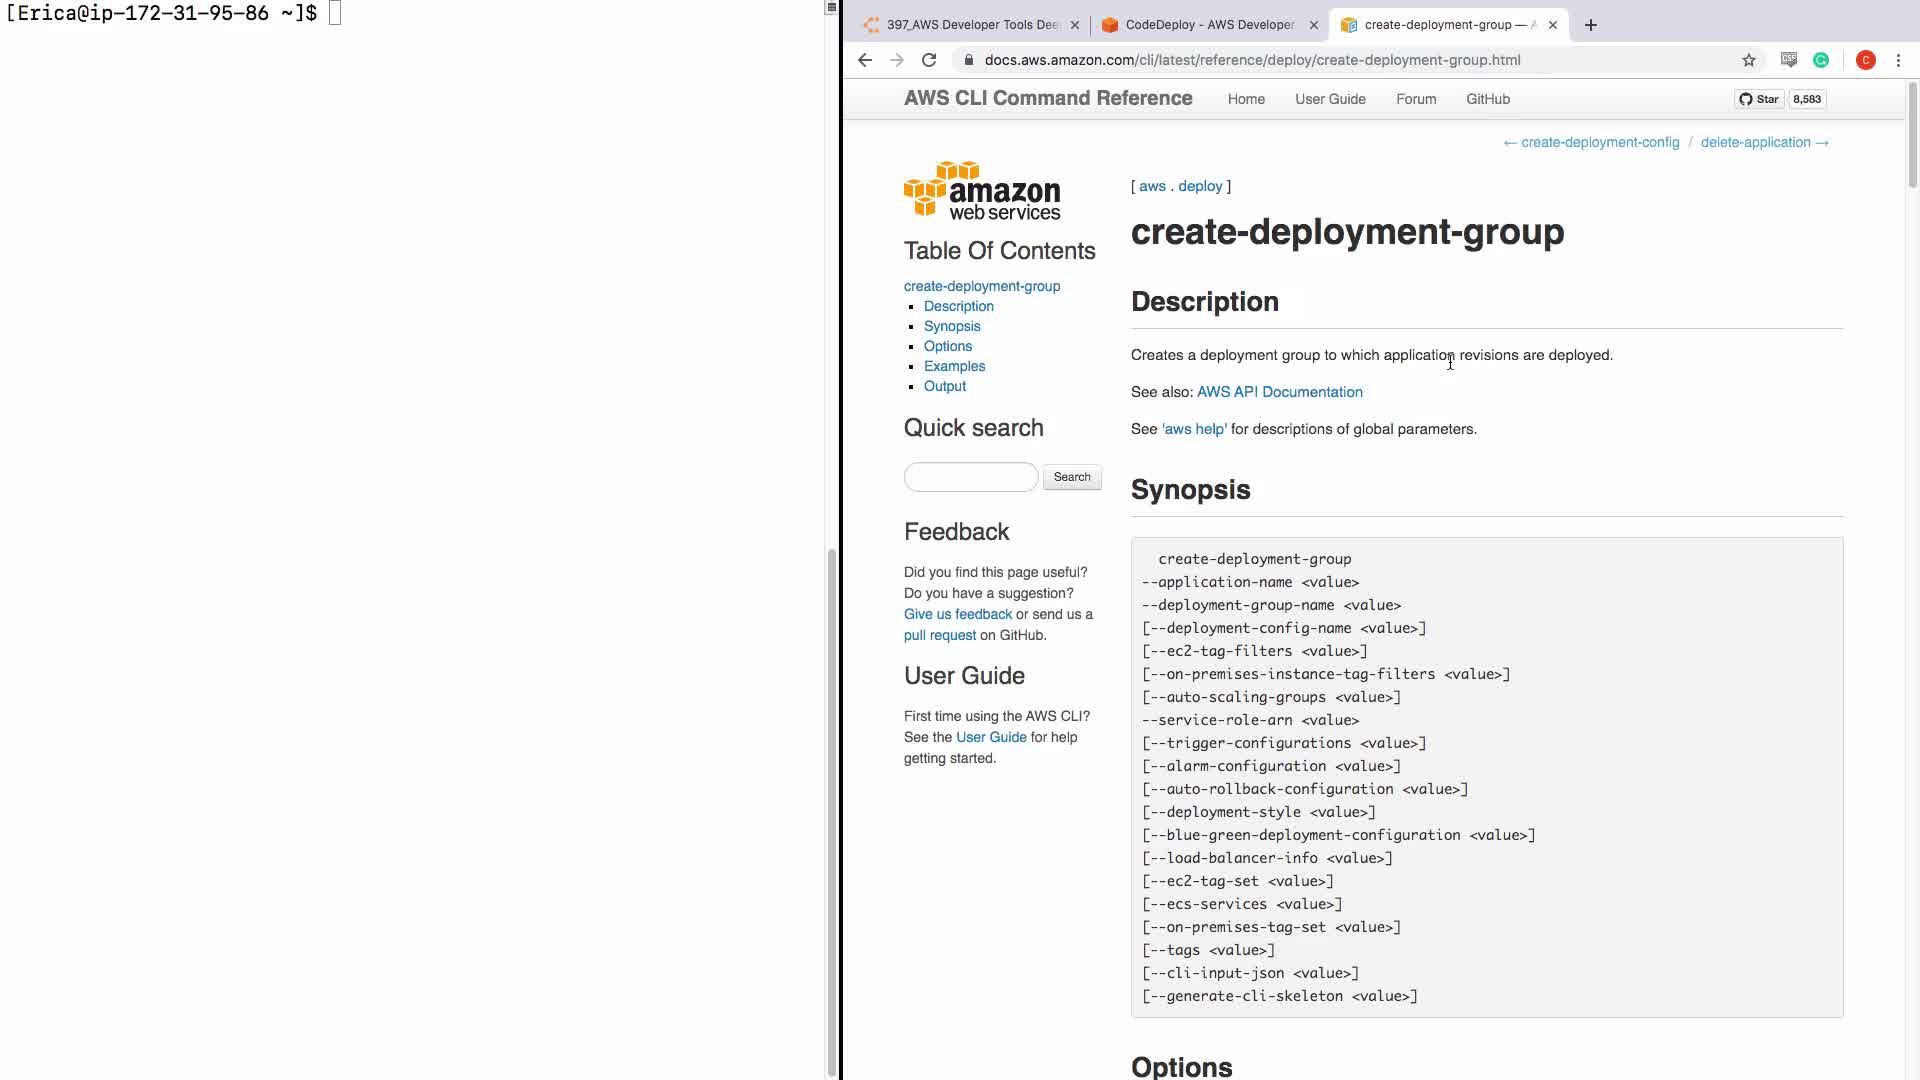 [Erica@ip-172-31-95-86 ~]$
397_AWS Developer Tools Dee
CodeDeploy - AWS Developer
create-deployment-group — A
docs.aws.amazon.com/cli/latest/reference/deploy/create-deployment-group.html
C
AWS CLI Command Reference
Home
User Guide
Forum
GitHub
Star
8,583
← create-deployment-config / delete-application →
amazon
web services
Table Of Contents
create-deployment-group
Description
Synopsis
Options
Examples
Output
Quick search
Search
Feedback
Did you find this page useful?
Do you have a suggestion?
Give us feedback or send us a
pull request on GitHub.
User Guide
First time using the AWS CLI?
See the User Guide for help
getting started.
[ aws . deploy ]
create-deployment-group
Description
Creates a deployment group to which application revisions are deployed.
See also: AWS API Documentation
See 'aws help' for descriptions of global parameters.
Synopsis
create-deployment-group
--application-name <value>
--deployment-group-name <value>
[--deployment-config-name <value>]
[--ec2-tag-filters <value>]
[--on-premises-instance-tag-filters <value>]
[--auto-scaling-groups <value>]
--service-role-arn <value>
[--trigger-configurations <value>]
[--alarm-configuration <value>]
[--auto-rollback-configuration <value>]
[--deployment-style <value>]
[--blue-green-deployment-configuration <value>]
[--load-balancer-info <value>]
[--ec2-tag-set <value>]
[--ecs-services <value>]
[--on-premises-tag-set <value>]
[--tags <value>]
[--cli-input-json <value>]
[--generate-cli-skeleton <value>]
Options